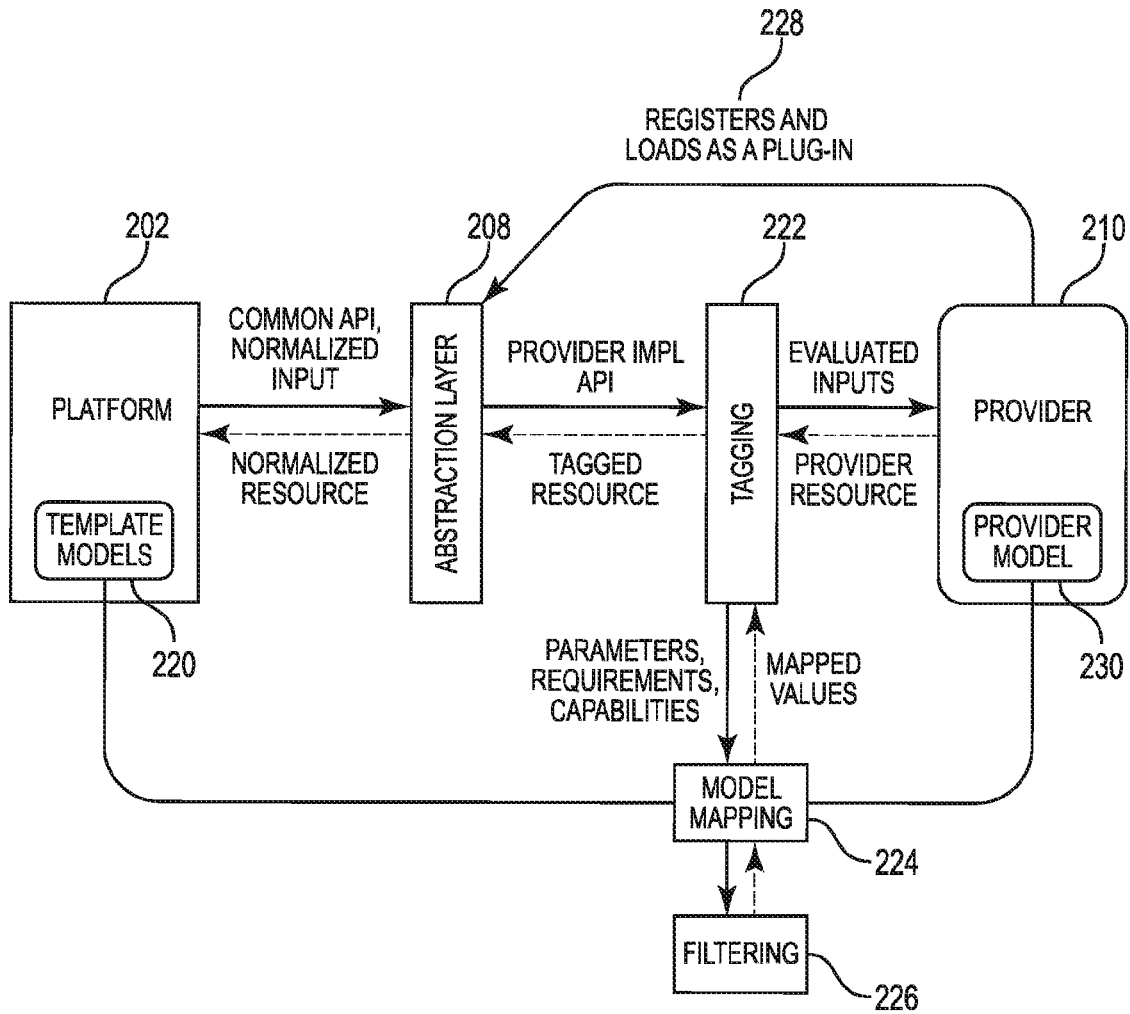 228
REGISTERS AND
LOADS AS A PLUG-IN
202
208
222
210
COMMON API,
NORMALIZED
INPUT
PROVIDER IMPL
API
EVALUATED
INPUTS
PLATFORM
ABSTRACTION LAYER
TAGGING
PROVIDER
NORMALIZED
RESOURCE
TAGGED
RESOURCE
PROVIDER
RESOURCE
TEMPLATE
MODELS
PROVIDER
MODEL
220
230
PARAMETERS,
REQUIREMENTS,
CAPABILITIES
MAPPED
VALUES
MODEL
MAPPING
224
FILTERING
226